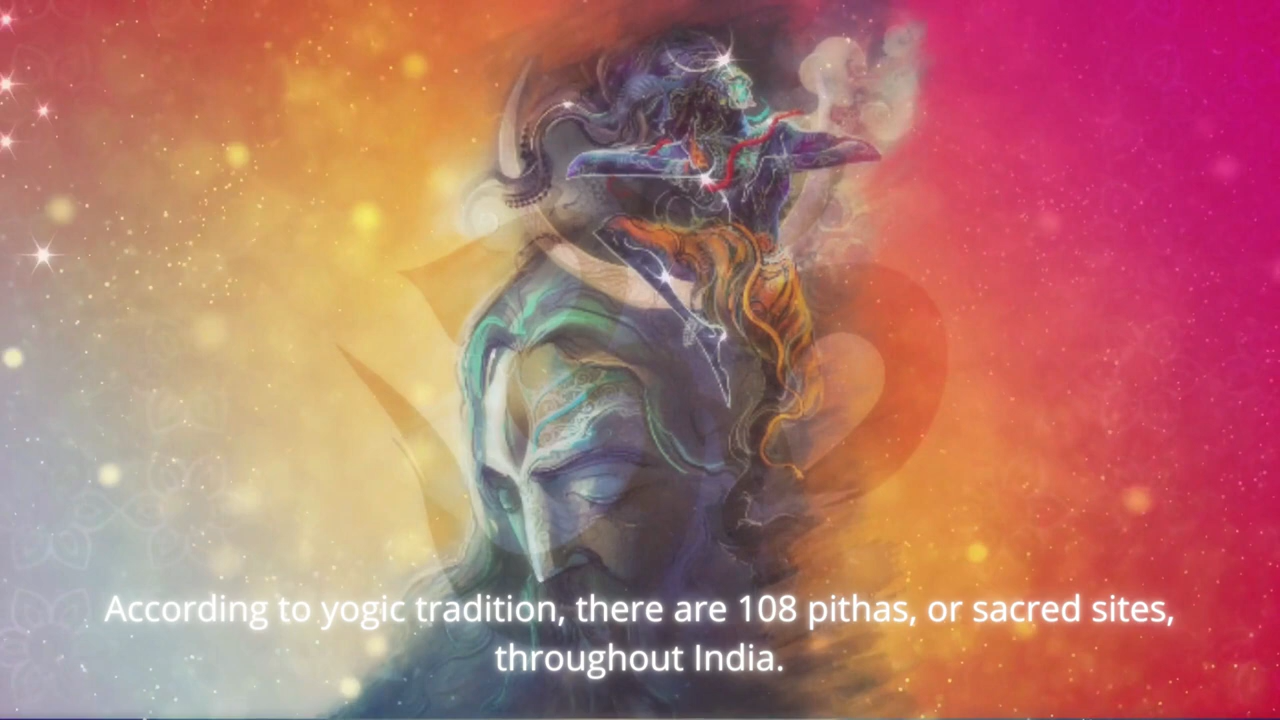 According to yogic tradition, there are 108 pithas, or sacred sites,
throughout India.